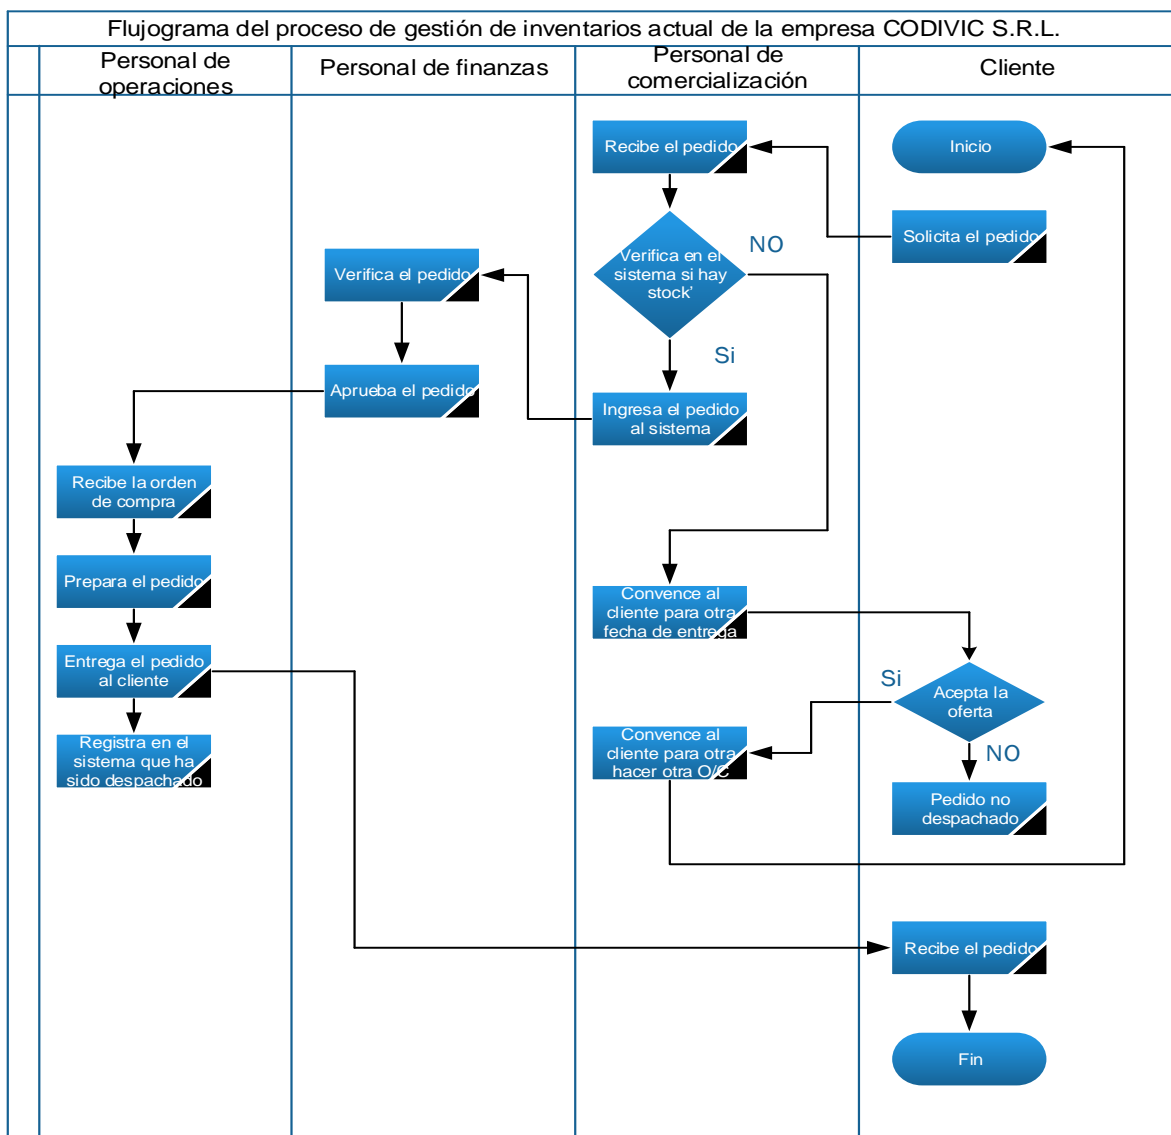 Flujograma del proceso de gestión de inventarios actual de la empresa CODIVIC S.R.L.
Personal de
operaciones
Personal de finanzas
Personal de
comercialización
Cliente
Recibe el pedido
Inicio
Solicita el pedido
NO
Verifica en el
sistema si hay
stock’
Verifica el pedido
Si
Aprueba el pedido
Ingresa el pedido
al sistema
Recibe la orden
de compra
Prepara el pedido
Convence al
cliente para otra
fecha de entrega
Entrega el pedido
al cliente
Si
Acepta la
oferta
Registra en el
sistema que ha
sido despachado
Convence al
cliente para otra
hacer otra O/C
NO
Pedido no
despachado
Recibe el pedido
Fin